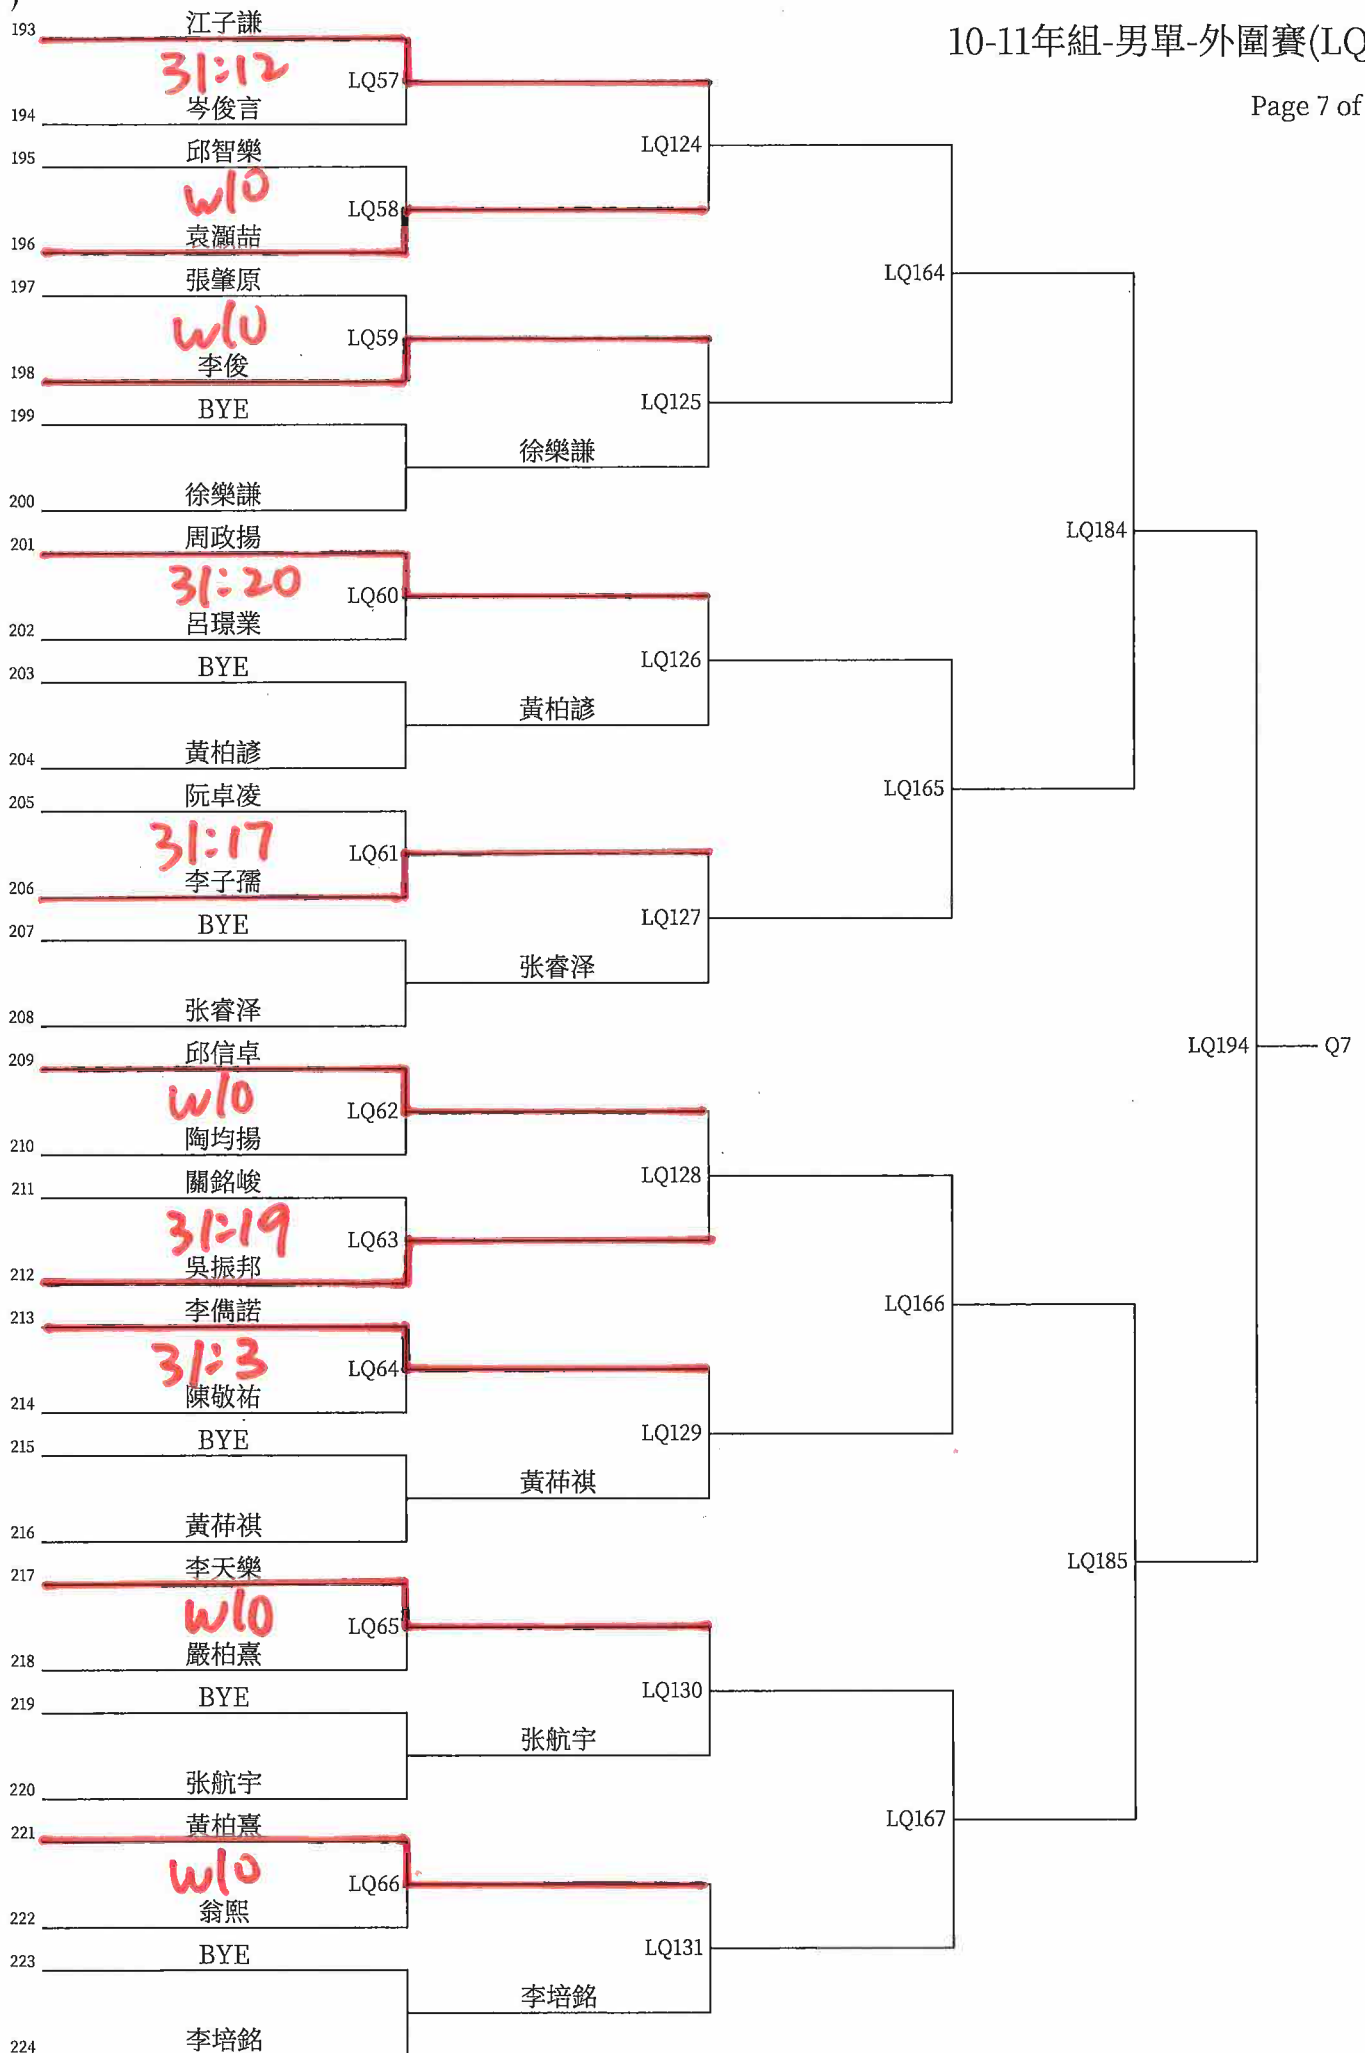 10-11年組-男單-外圍賽(LQ
Page 7 of
193 江子謙
31:12 LQ57
194 岑俊言
LQ124
195 邱智樂
w/o LQ58
196 袁灝喆
LQ164
197 張肇原
w/o LQ59
198 李俊
LQ125
199 BYE
徐樂謙
200 徐樂謙
LQ184
201 周政揚
31:20 LQ60
202 呂璟業
LQ126
203 BYE
黃柏諺
204 黃柏諺
LQ165
205 阮卓凌
31:17 LQ61
206 李子孺
LQ127
207 BYE
张睿泽
208 张睿泽
LQ194 Q7
209 邱信卓
w/o LQ62
210 陶均揚
LQ128
211 關銘峻
31:19 LQ63
212 吳振邦
LQ166
213 李儁諾
31:3 LQ64
214 陳敬祐
LQ129
215 BYE
黃芢祺
216 黃芢祺
LQ185
217 李天樂
w/o LQ65
218 嚴柏熹
LQ130
219 BYE
张航宇
220 张航宇
LQ167
221 黃柏熹
w/o LQ66
222 翁熙
LQ131
223 BYE
李培銘
224 李培銘